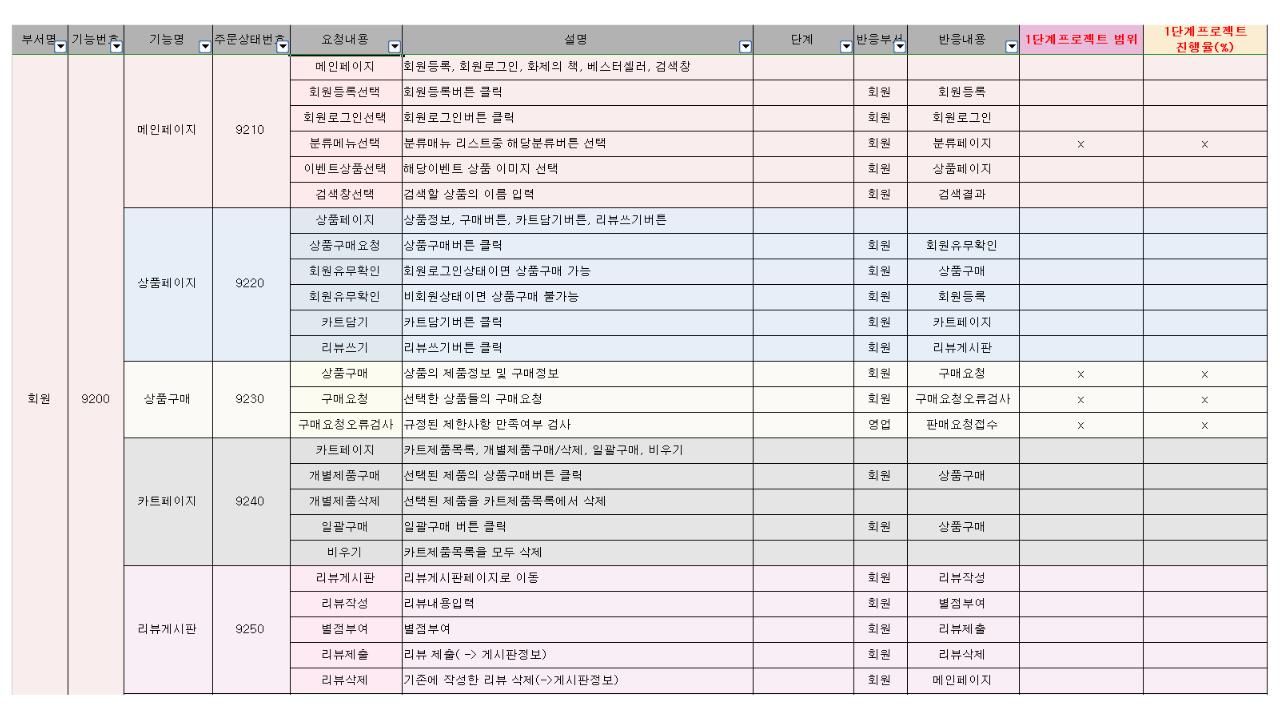 부서명 기능번호 기능명 주문상태번호 요청내용 설명 단계 반응부서 반응내용 1단계프로젝트 범위 1단계프로젝트 진행율(%)
메인페이지 회원등록, 회원로그인, 화제의 책, 베스터셀러, 검색창
회원등록선택 회원등록버튼 클릭 회원 회원등록
회원로그인선택 회원로그인버튼 클릭 회원 회원로그인
메인페이지 9210
분류메뉴선택 분류매뉴 리스트중 해당분류버튼 선택 회원 분류페이지 x x
이벤트상품선택 해당이벤트 상품 이미지 선택 회원 상품페이지
검색창선택 검색할 상품의 이름 입력 회원 검색결과
상품페이지 상품정보, 구매버튼, 카트담기버튼, 리뷰쓰기버튼
상품구매요청 상품구매버튼 클릭 회원 회원유무확인
회원유무확인 회원로그인상태이면 상품구매 가능 회원 상품구매
상품페이지 9220
회원유무확인 비회원상태이면 상품구매 불가능 회원 회원등록
카트담기 카트담기버튼 클릭 회원 카트페이지
리뷰쓰기 리뷰쓰기버튼 클릭 회원 리뷰게시판
상품구매 상품의 제품정보 및 구매정보 회원 구매요청 x x
회원 9200 상품구매 9230 구매요청 선택한 상품들의 구매요청 회원 구매요청오류검사 x x
구매요청오류검사 규정된 제한사항 만족여부 검사 영업 판매요청접수 x x
카트페이지 카트제품목록, 개별제품구매/삭제, 일괄구매, 비우기
개별제품구매 선택된 제품의 상품구매버튼 클릭 회원 상품구매
카트페이지 9240 개별제품삭제 선택된 제품을 카트제품목록에서 삭제
일괄구매 일괄구매 버튼 클릭 회원 상품구매
비우기 카트제품목록을 모두 삭제
리뷰게시판 리뷰게시판페이지로 이동 회원 리뷰작성
리뷰작성 리뷰내용입력 회원 별점부여
리뷰게시판 9250 별점부여 별점부여 회원 리뷰제출
리뷰제출 리뷰 제출( -> 게시판정보) 회원 리뷰삭제
리뷰삭제 기존에 작성한 리뷰 삭제(->게시판정보) 회원 메인페이지